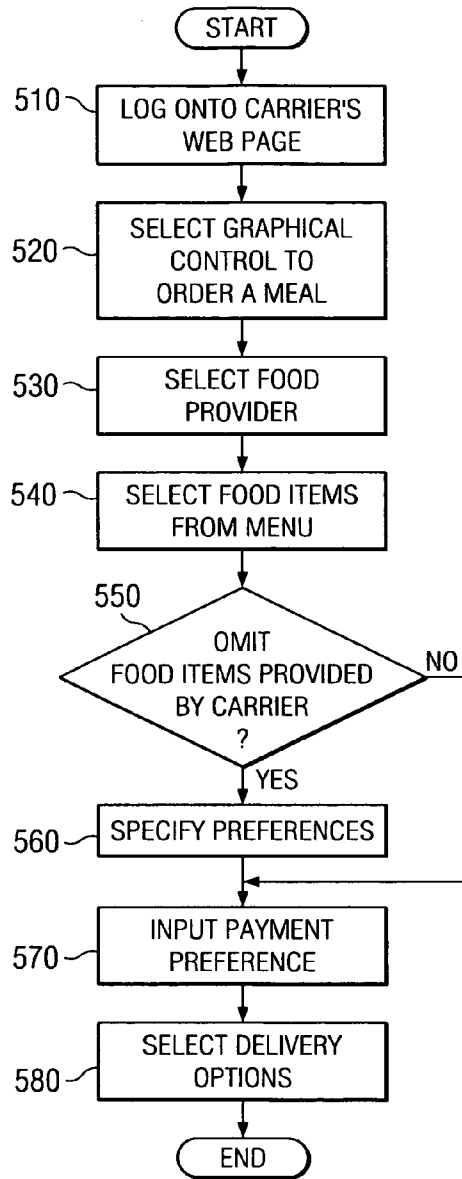 START
510
LOG ONTO CARRIER'S
WEB PAGE
520
SELECT GRAPHICAL
CONTROL TO
ORDER A MEAL
530
SELECT FOOD
PROVIDER
540
SELECT FOOD ITEMS
FROM MENU
550
OMIT
FOOD ITEMS PROVIDED
BY CARRIER
?
NO
YES
560
SPECIFY PREFERENCES
570
INPUT PAYMENT
PREFERENCE
580
SELECT DELIVERY
OPTIONS
END